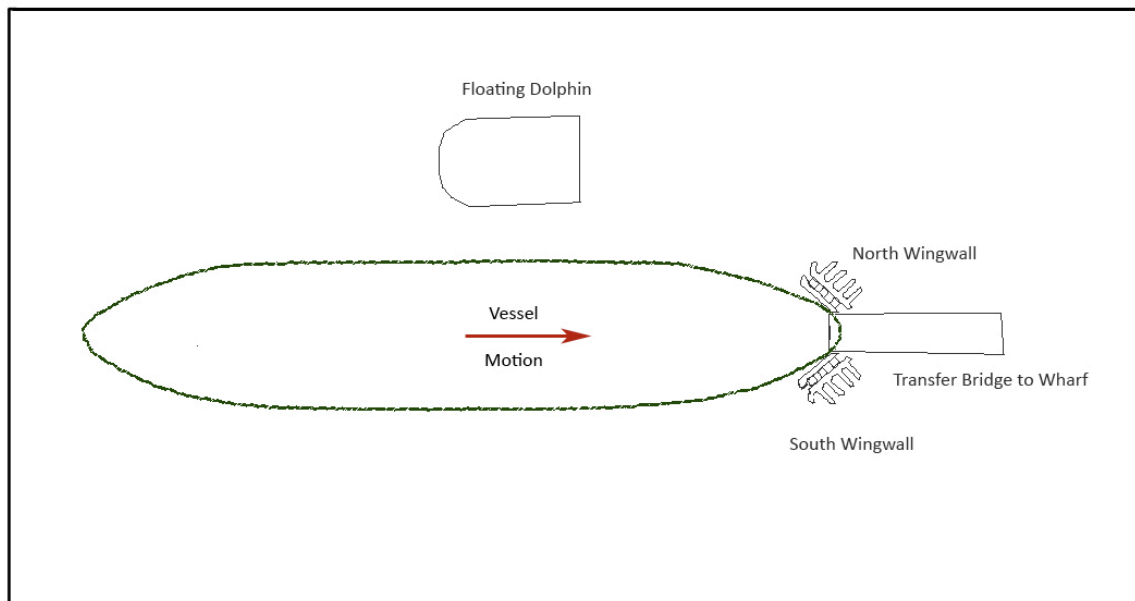 Floating Dolphin
North Wingwall
Vessel
Motion
Transfer Bridge to Wharf
South Wingwall